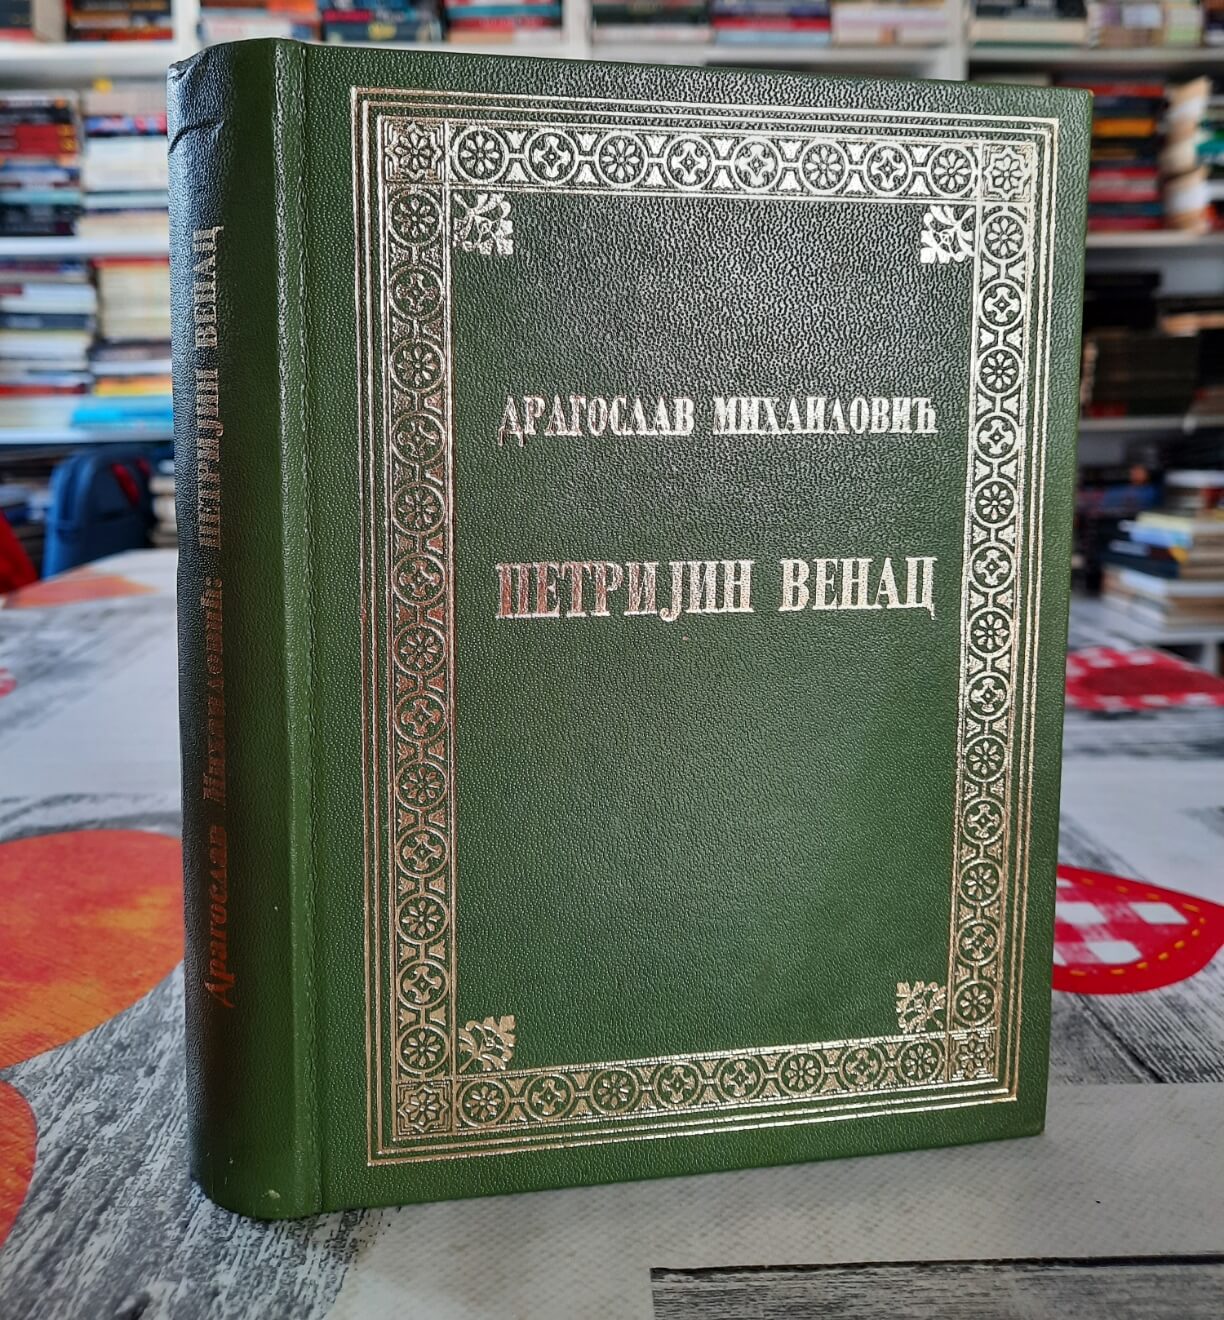 ДРАГОСЛАВ МИХАИЛОВИЋ
ПЕТРИЈИН ВЕНАЦ
Драгослав Михаиловић: ПЕТРИЈИН ВЕНАЦ